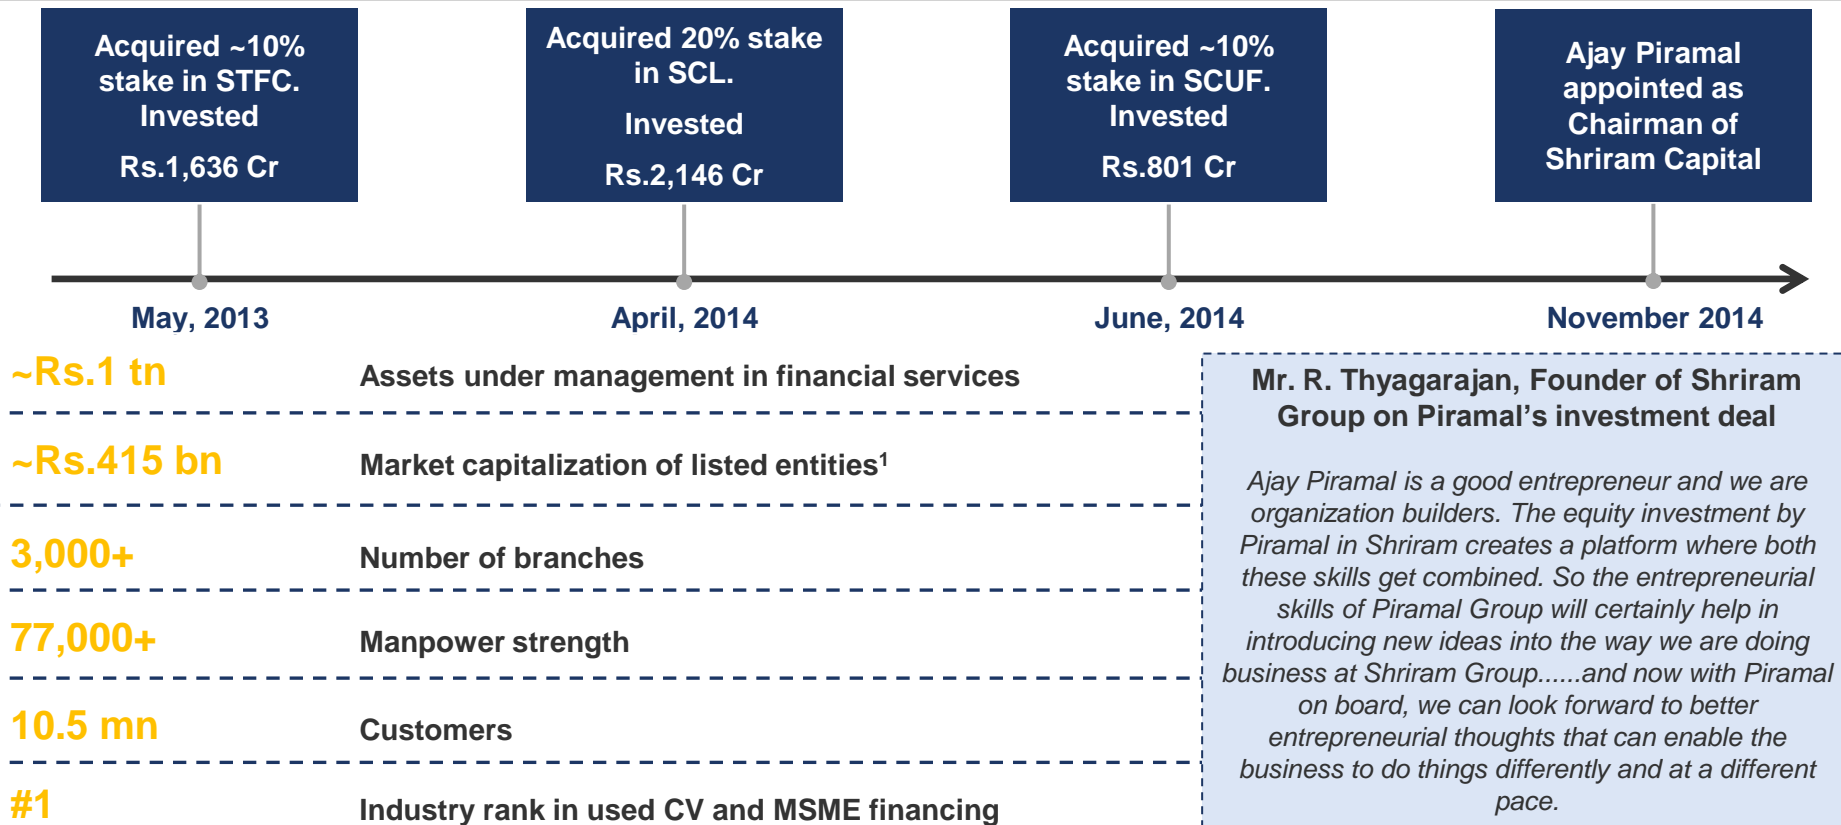 Acquired ~10%
stake in STFC.
Invested
Rs.1,636 Cr
Acquired 20% stake
in SCL.
Invested
Rs.2,146 Cr
Acquired ~10%
stake in SCUF.
Invested
Rs.801 Cr
Ajay Piramal
appointed as
Chairman of
Shriram Capital
May, 2013
April, 2014
June, 2014
November 2014
~Rs.1 tn Assets under management in financial services
~Rs.415 bn Market capitalization of listed entities¹
3,000+ Number of branches
77,000+ Manpower strength
10.5 mn Customers
#1 Industry rank in used CV and MSME financing
Mr. R. Thyagarajan, Founder of Shriram
Group on Piramal’s investment deal
Ajay Piramal is a good entrepreneur and we are
organization builders. The equity investment by
Piramal in Shriram creates a platform where both
these skills get combined. So the entrepreneurial
skills of Piramal Group will certainly help in
introducing new ideas into the way we are doing
business at Shriram Group......and now with Piramal
on board, we can look forward to better
entrepreneurial thoughts that can enable the
business to do things differently and at a different
pace.